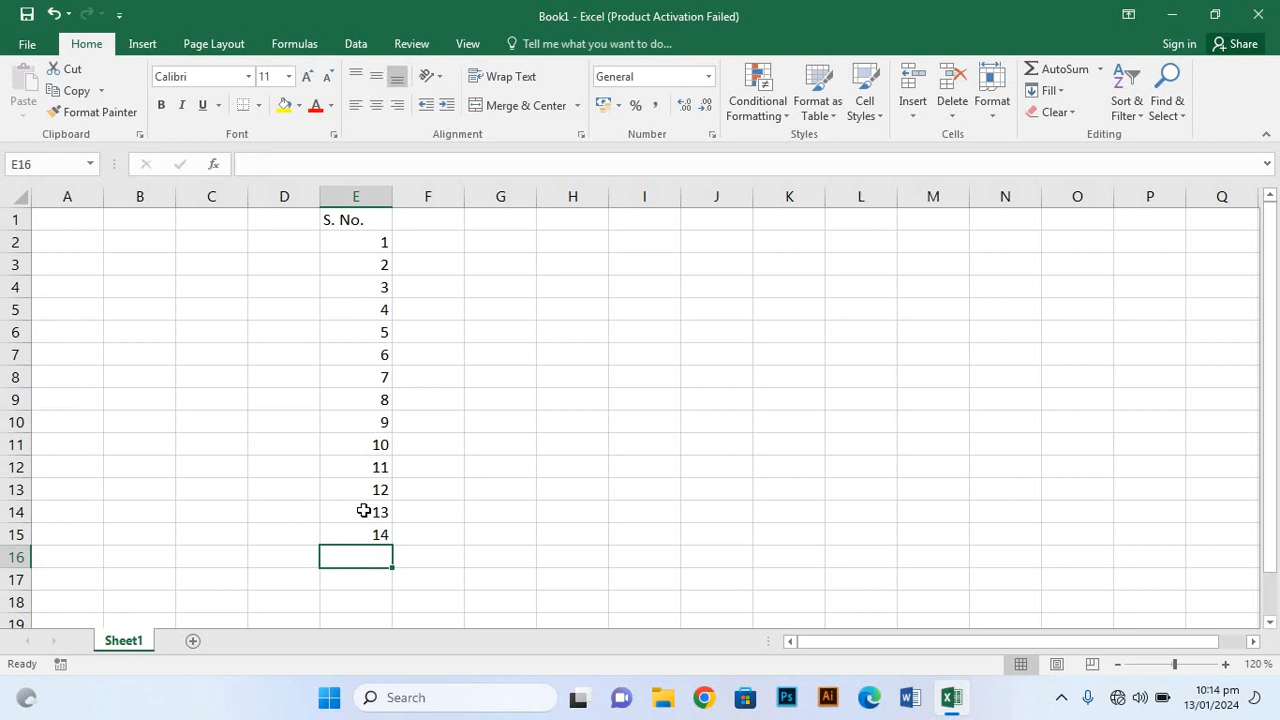 Book1 - Excel (Product Activation Failed)
File Home Insert Page Layout Formulas Data Review View Tell me what you want to do... Sign in Share
Paste Cut Calibri 11 Wrap Text General Conditional Formatting Format as Table Cell Styles Insert Delete Format AutoSum Sort & Filter Find & Select
Copy Fill
Format Painter B I U A Merge & Center % , Clear
Clipboard Font Alignment Number Styles Cells Editing
E16 fx
A B C D E F G H I J K L M N O P Q
1 S. No.
2 1
3 2
4 3
5 4
6 5
7 6
8 7
9 8
10 9
11 10
12 11
13 12
14 13
15 14
16
17
18
19
Sheet1
Ready 120 %
Search Ps Ai 10:14 pm
13/01/2024